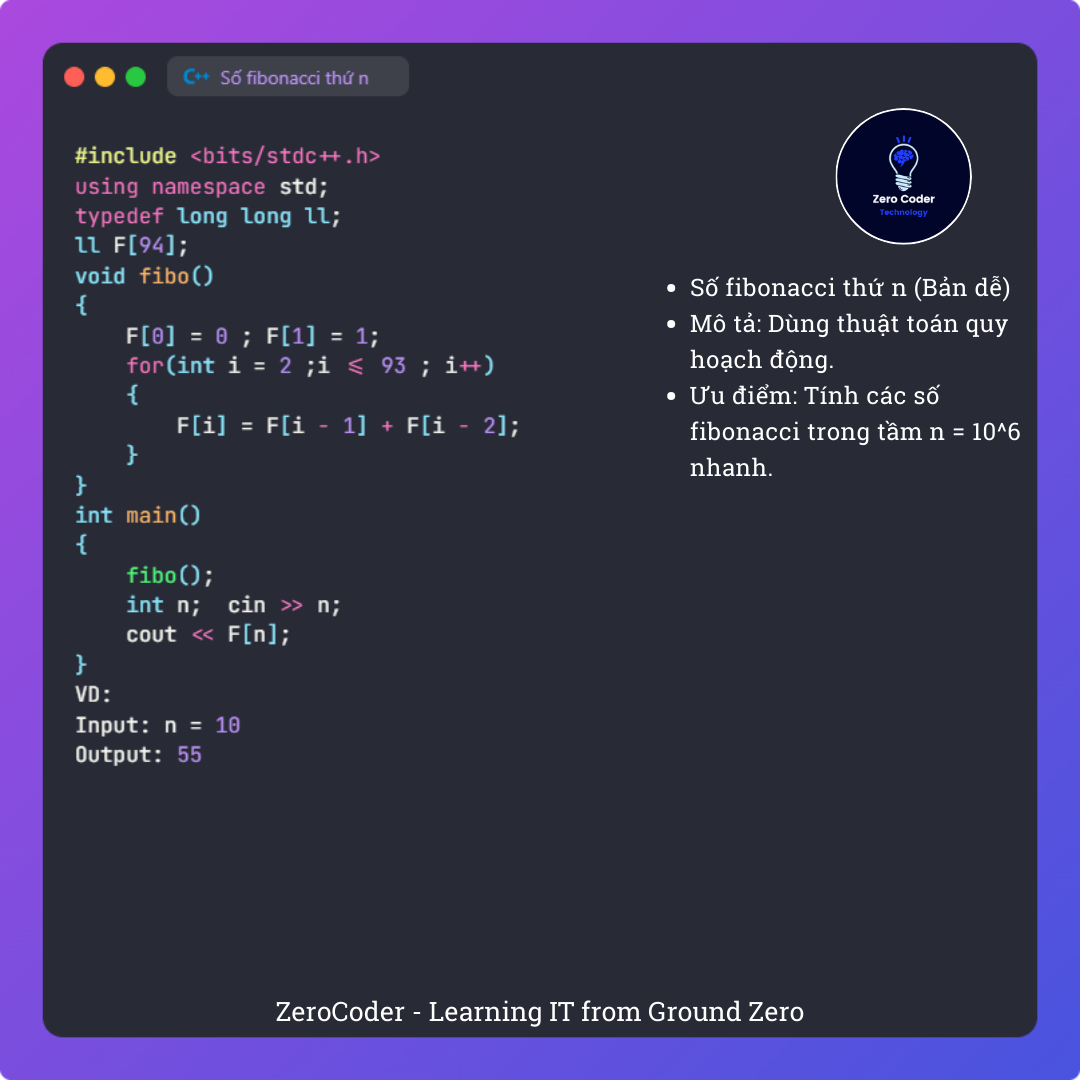 C++ Số fibonacci thứ n
#include <bits/stdc++.h>
using namespace std;
typedef long long ll;
ll F[94];
void fibo()
{
    F[0] = 0 ; F[1] = 1;
    for(int i = 2 ;i <= 93 ; i++)
    {
        F[i] = F[i - 1] + F[i - 2];
    }
}
int main()
{
    fibo();
    int n;  cin >> n;
    cout << F[n];
}
VD:
Input: n = 10
Output: 55
Zero Coder
Technology
• Số fibonacci thứ n (Bản dễ)
• Mô tả: Dùng thuật toán quy
hoạch động.
• Ưu điểm: Tính các số
fibonacci trong tầm n = 10^6
nhanh.
ZeroCoder - Learning IT from Ground Zero